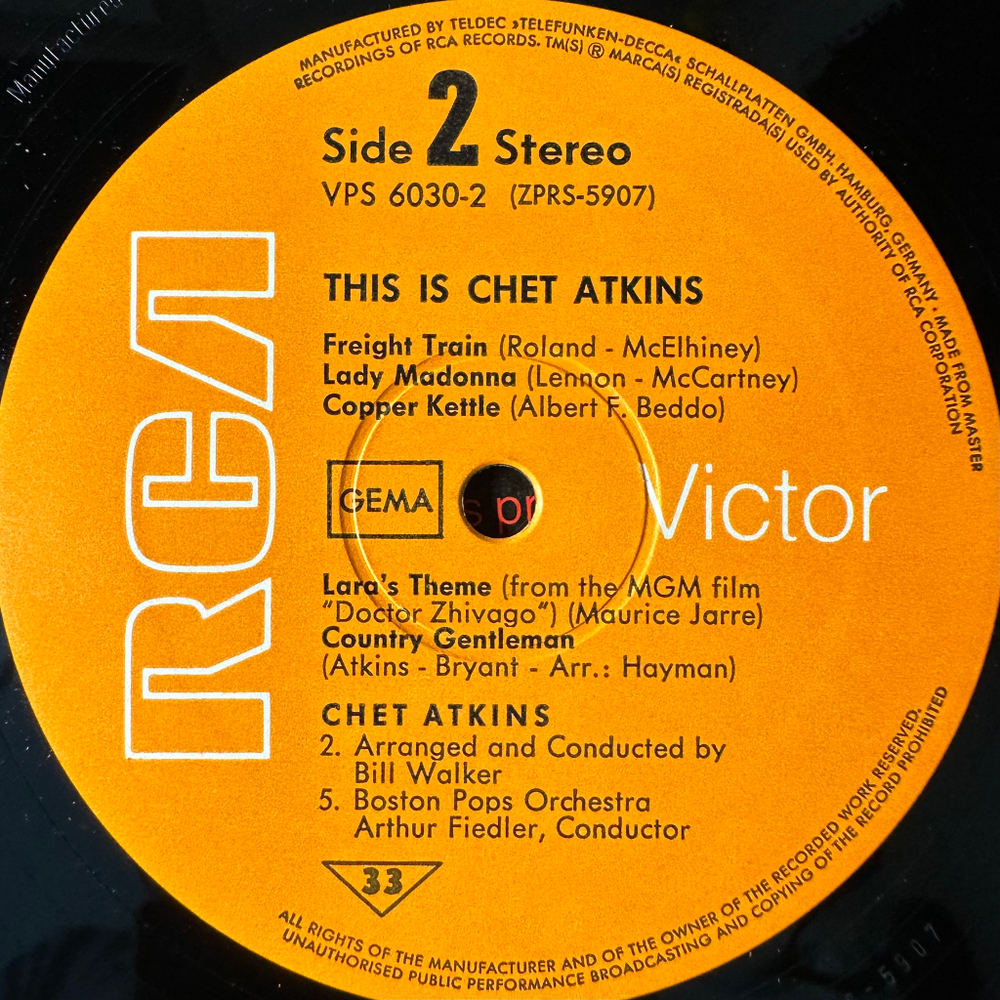 Manufactured
MANUFACTURED BY TELDEC »TELEFUNKEN-DECCA« SCHALLPLATTEN GMBH. HAMBURG, GERMANY · MADE FROM MASTER
RECORDINGS OF RCA RECORDS. TM(S) ® MARCA(S) REGISTRADA(S) USED BY AUTHORITY OF RCA CORPORATION
Side 2 Stereo
VPS 6030-2 (ZPRS-5907)
THIS IS CHET ATKINS
Freight Train (Roland - McElhiney)
Lady Madonna (Lennon - McCartney)
Copper Kettle (Albert F. Beddo)
RCA
GEMA
s pr
Victor
Lara's Theme (from the MGM film
"Doctor Zhivago") (Maurice Jarre)
Country Gentleman
(Atkins - Bryant - Arr.: Hayman)
CHET ATKINS
2. Arranged and Conducted by
Bill Walker
5. Boston Pops Orchestra
Arthur Fiedler, Conductor
33
ALL RIGHTS OF THE MANUFACTURER AND OF THE OWNER OF THE RECORDED WORK RESERVED.
UNAUTHORISED PUBLIC PERFORMANCE BROADCASTING AND COPYING OF THE RECORD PROHIBITED
-5907